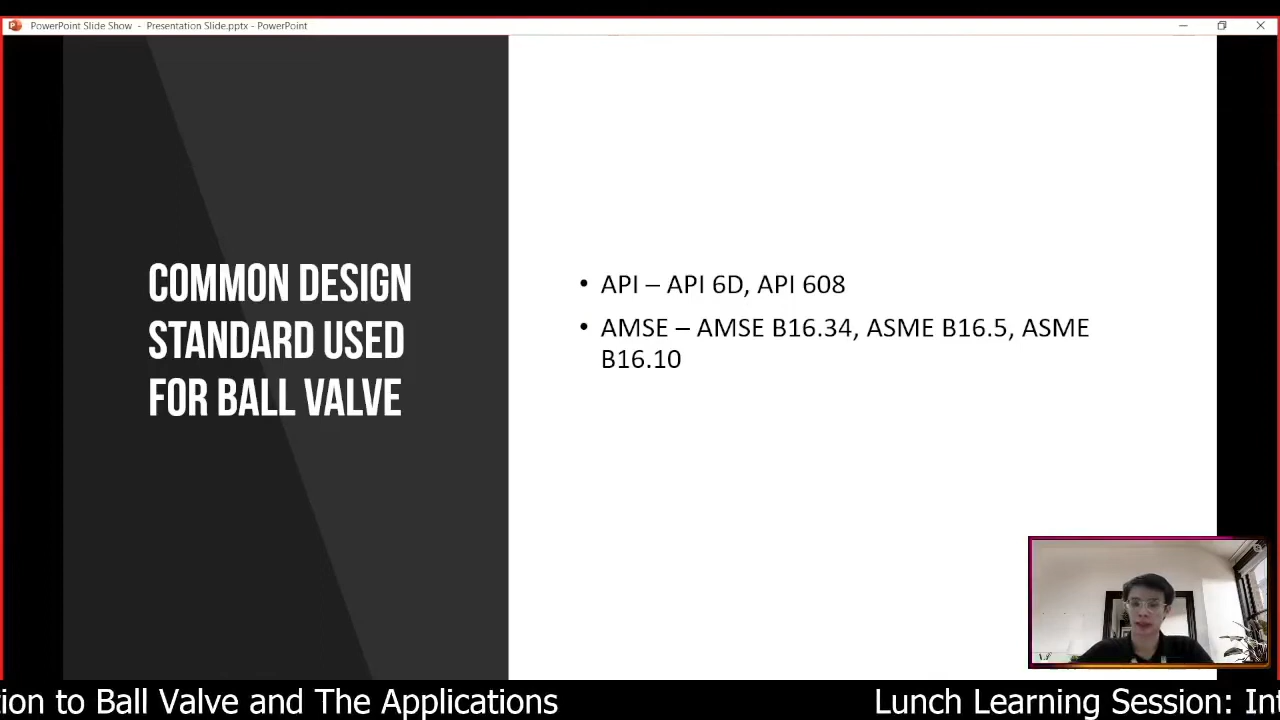 PowerPoint Slide Show - Presentation Slide.pptx - PowerPoint
COMMON DESIGN
STANDARD USED
FOR BALL VALVE
• API – API 6D, API 608
• AMSE – AMSE B16.34, ASME B16.5, ASME
B16.10
tion to Ball Valve and The Applications
Lunch Learning Session: Int